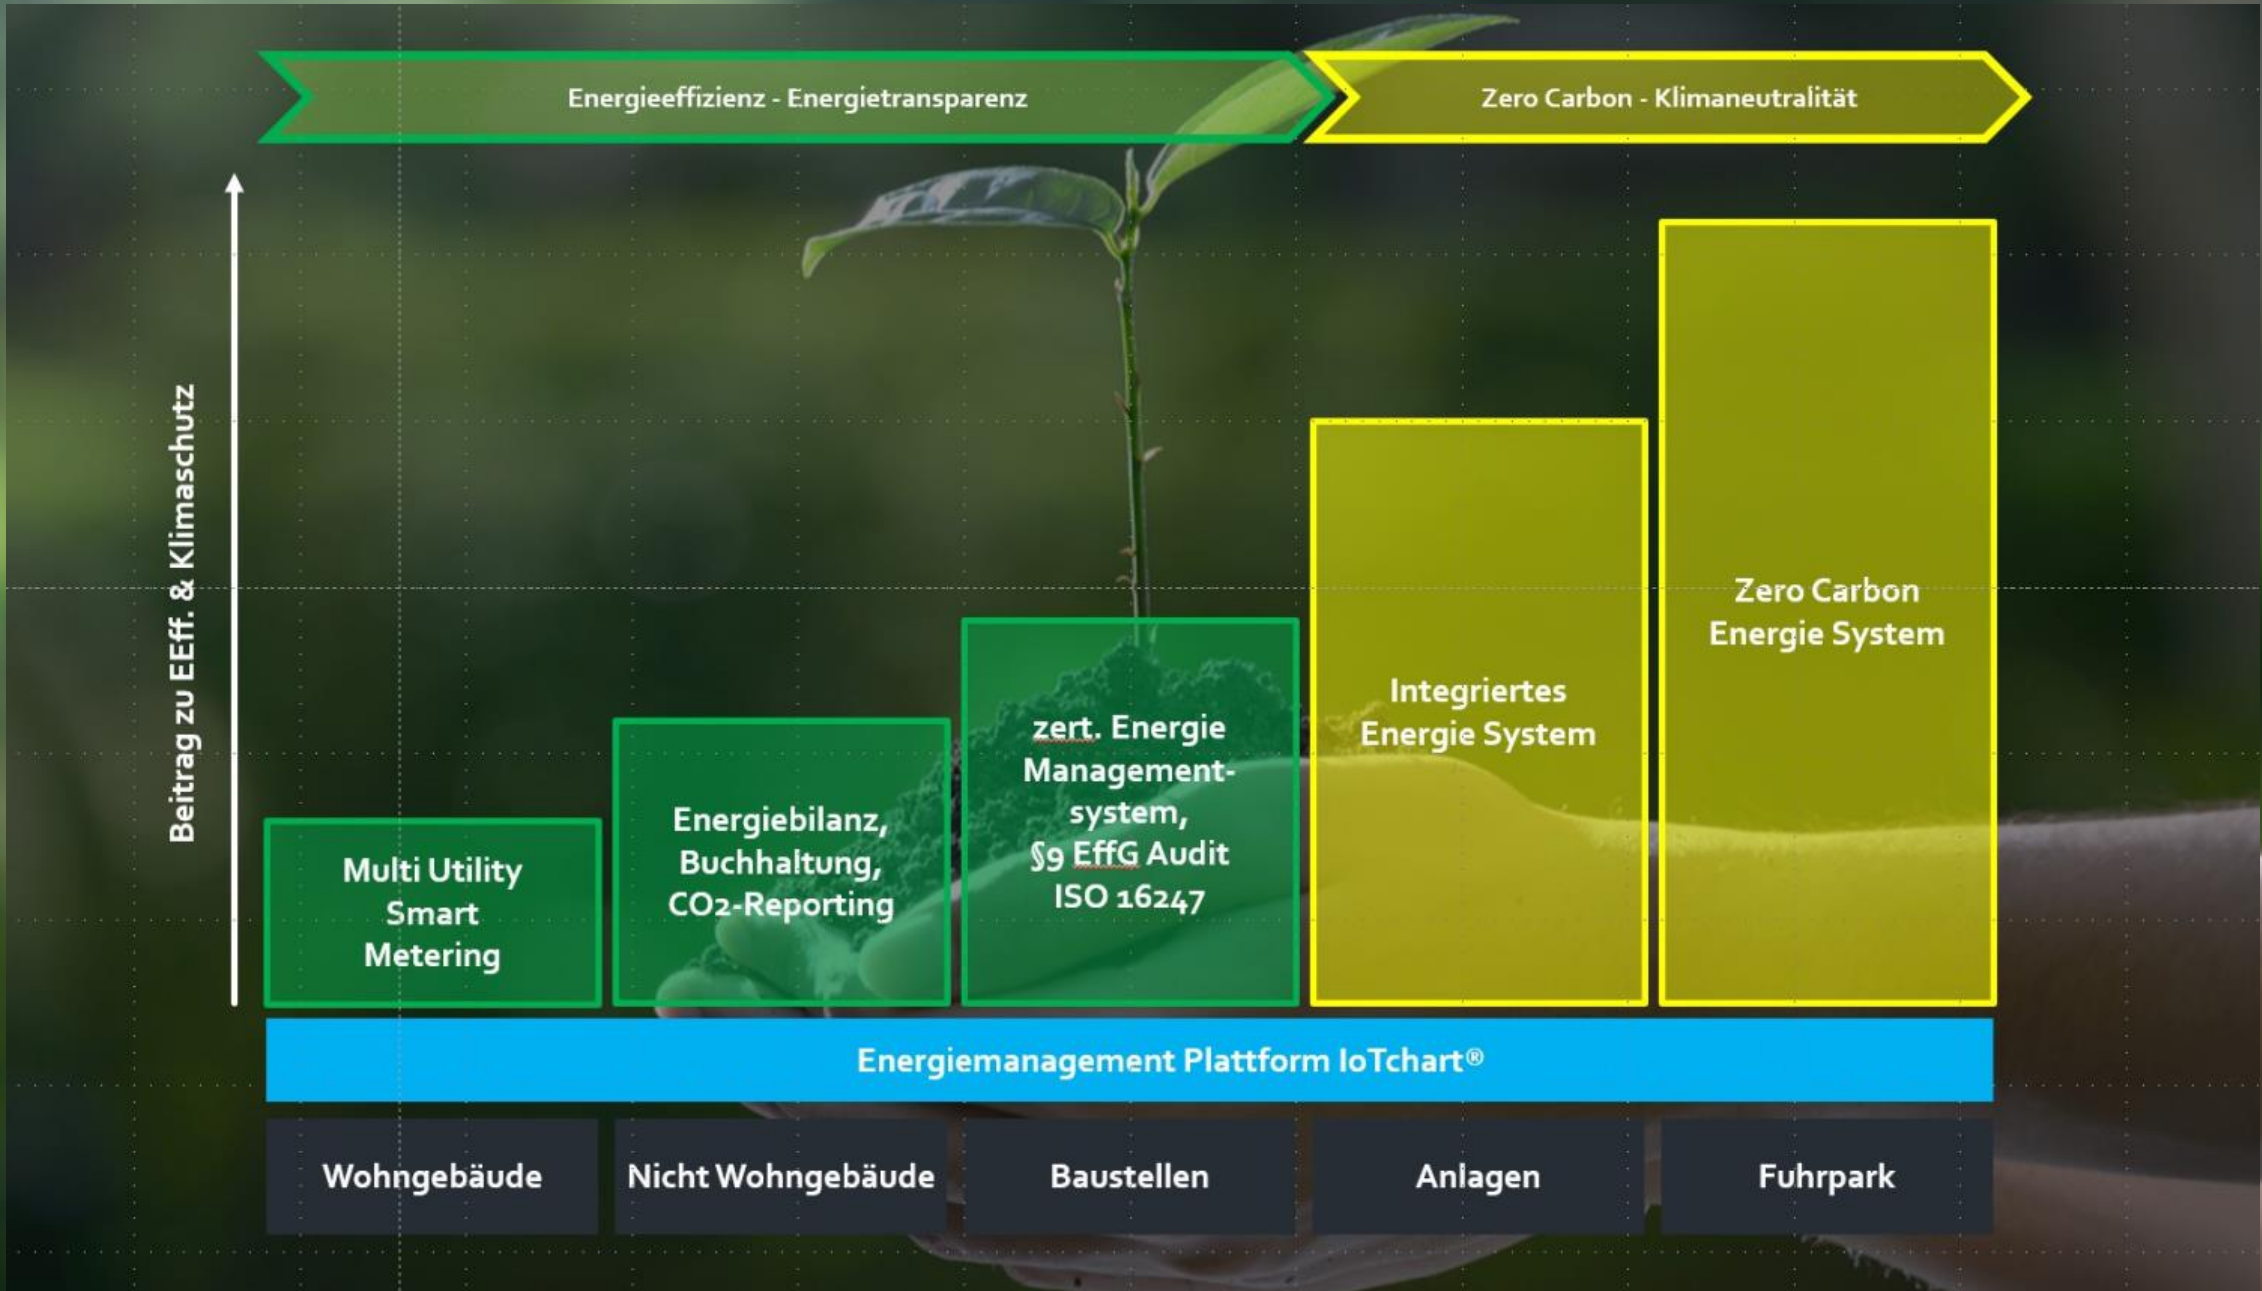 Energieeffizienz - Energietransparenz
Zero Carbon - Klimaneutralität
Beitrag zu EEff. & Klimaschutz
Multi Utility
Smart
Metering
Energiebilanz,
Buchhaltung,
CO2-Reporting
zert. Energie
Management-
system,
§9 EffG Audit
ISO 16247
Integriertes
Energie System
Zero Carbon
Energie System
Energiemanagement Plattform IoTchart®
Wohngebäude
Nicht Wohngebäude
Baustellen
Anlagen
Fuhrpark